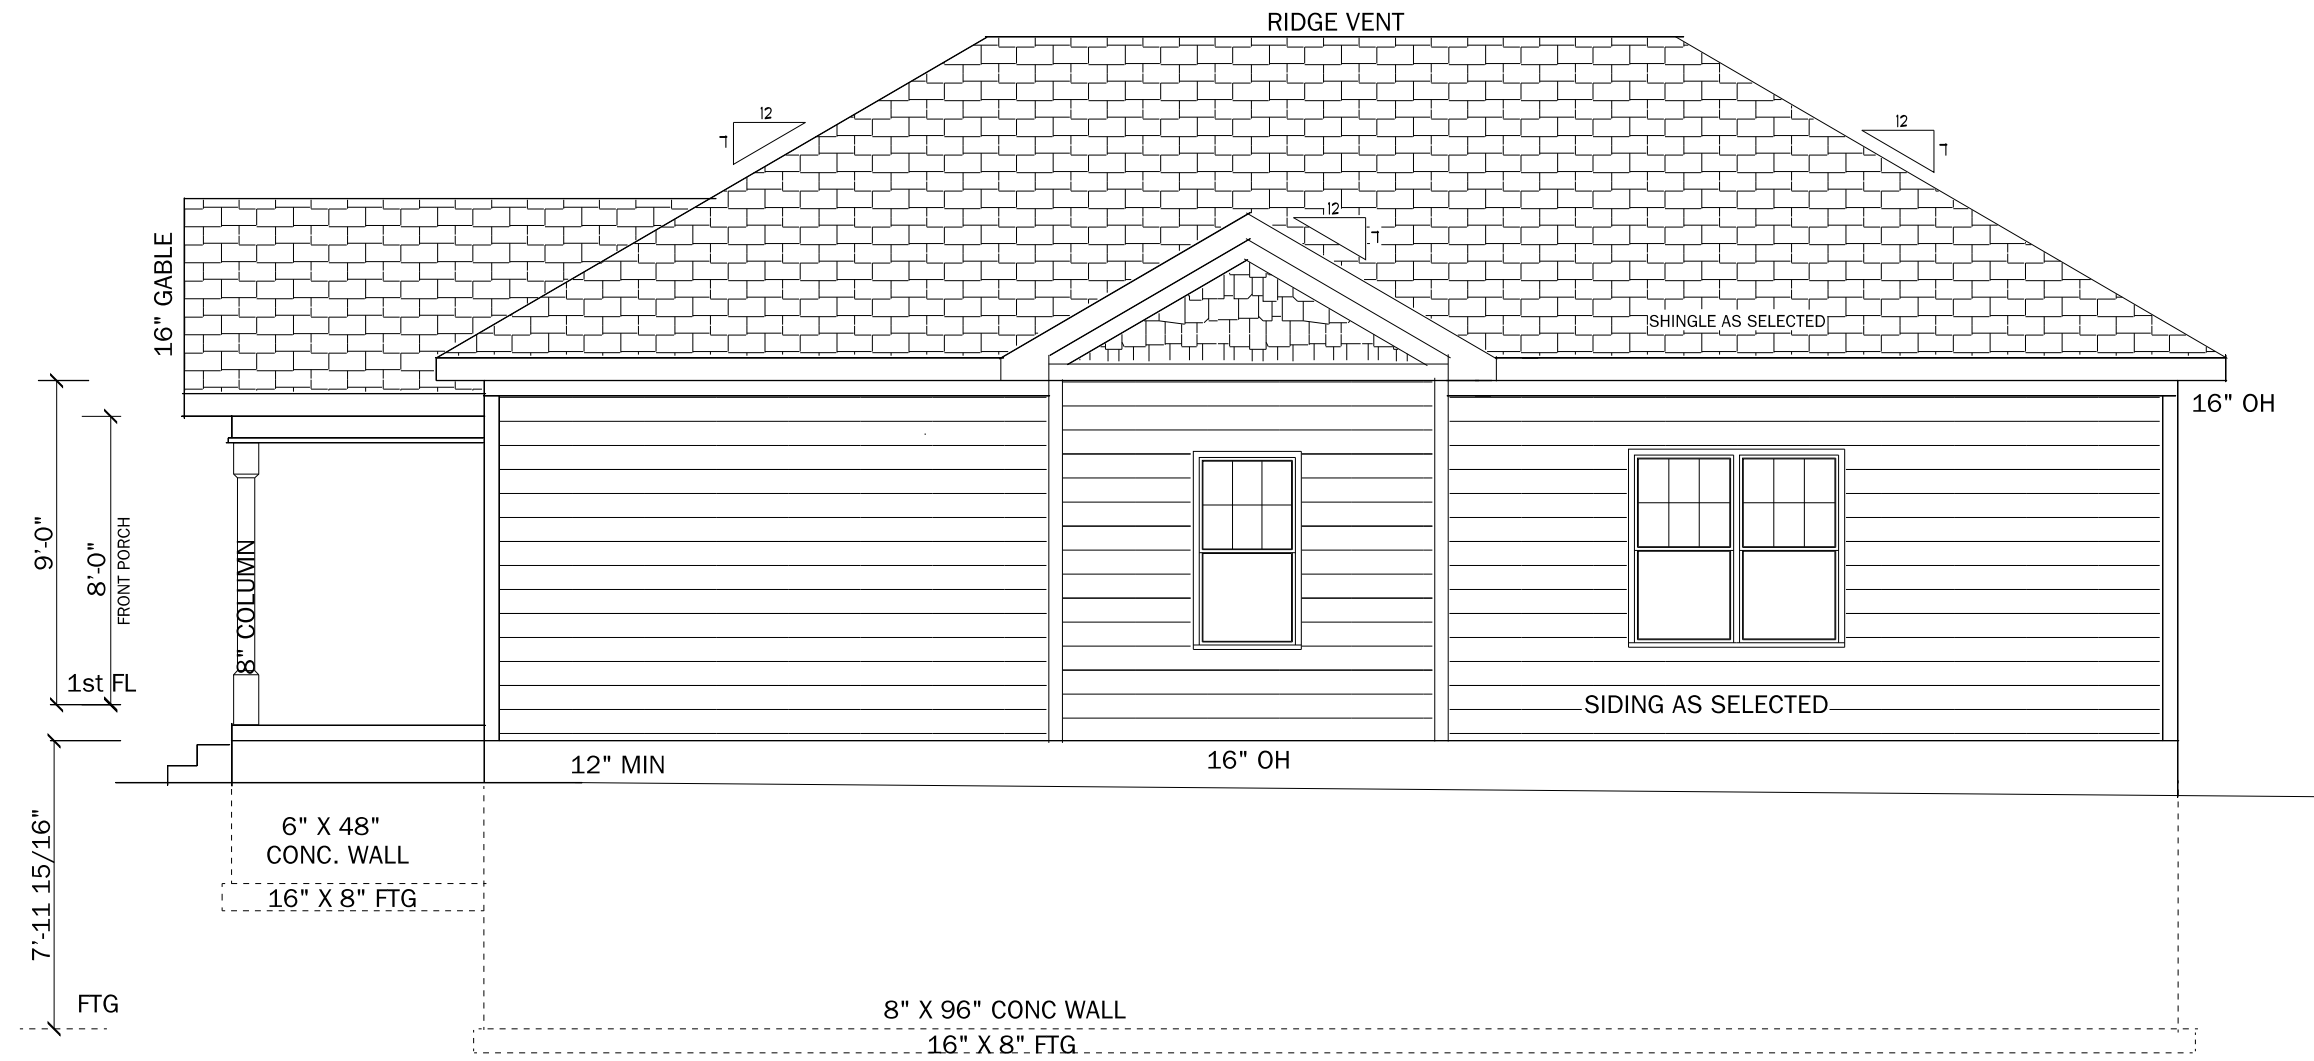 RIDGE VENT
12
7
12
7
12
7
16" GABLE
SHINGLE AS SELECTED
16" OH
9'-0"
8'-0"
FRONT PORCH
8" COLUMN
1st FL
SIDING AS SELECTED
12" MIN
16" OH
7'-11 15/16"
6" X 48"
CONC. WALL
16" X 8" FTG
FTG
8" X 96" CONC WALL
16" X 8" FTG